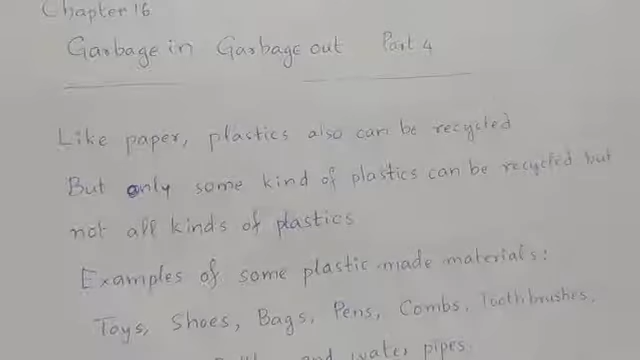 Chapter 16
Garbage in Garbage out Part 4
Like paper, plastics also can be recycled
But only some kind of plastics can be recycled but
not all kinds of plastics
Examples of some plastic made materials:
Toys, Shoes, Bags, Pens, Combs, Toothbrushes,
and water pipes.